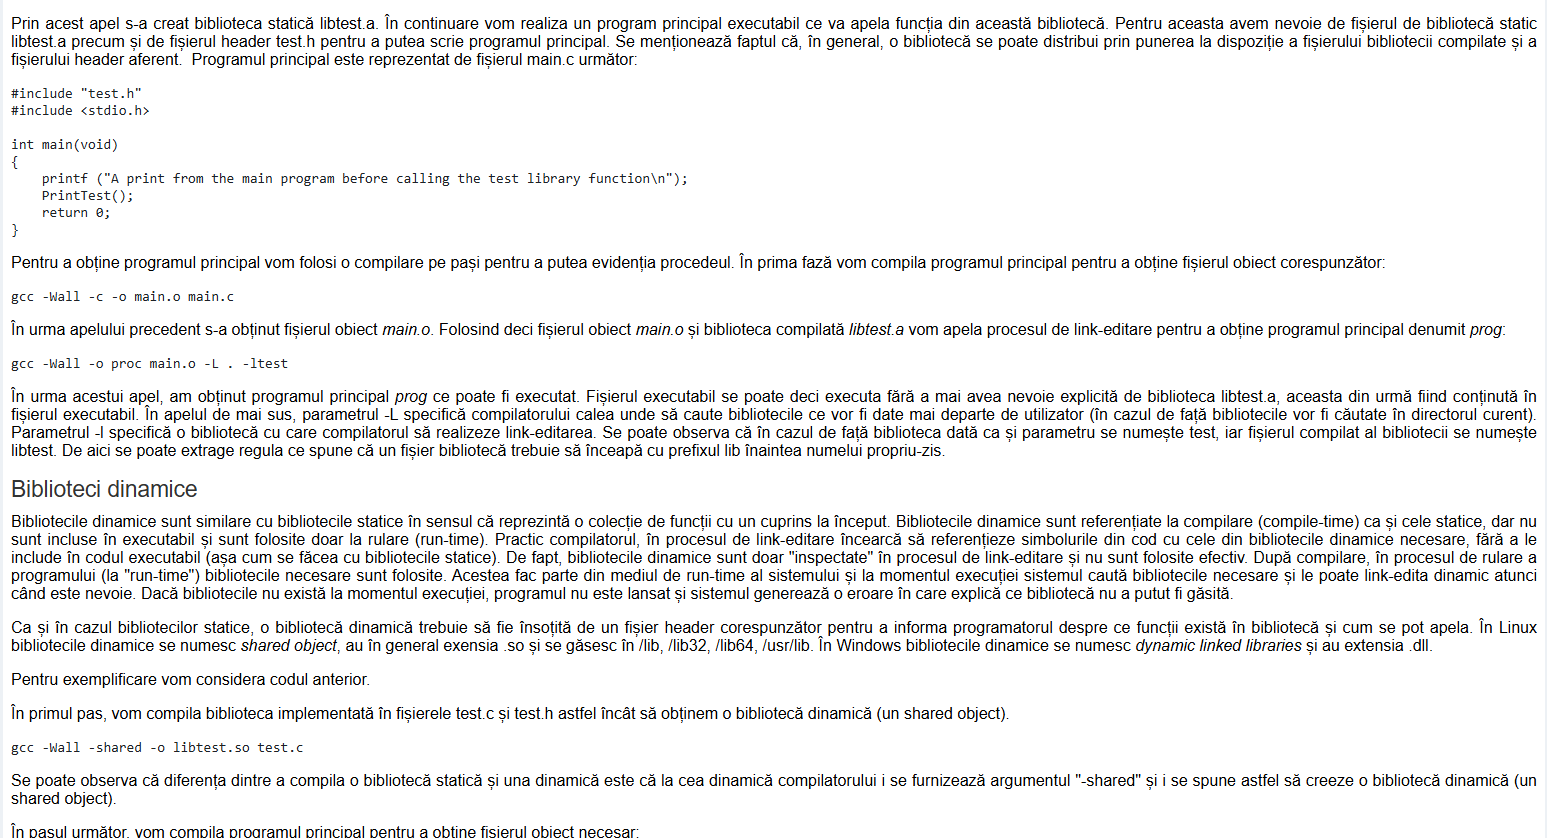 Prin acest apel s-a creat biblioteca statică libtest.a. În continuare vom realiza un program principal executabil ce va apela funcția din această bibliotecă. Pentru aceasta avem nevoie de fișierul de bibliotecă static
libtest.a precum și de fișierul header test.h pentru a putea scrie programul principal. Se menționează faptul că, în general, o bibliotecă se poate distribui prin punerea la dispoziție a fișierului bibliotecii compilate și a
fișierului header aferent.  Programul principal este reprezentat de fișierul main.c următor:
#include "test.h"
#include <stdio.h>
int main(void)
{
    printf ("A print from the main program before calling the test library function\n");
    PrintTest();
    return 0;
}
Pentru a obține programul principal vom folosi o compilare pe pași pentru a putea evidenția procedeul. În prima fază vom compila programul principal pentru a obține fișierul obiect corespunzător:
gcc -Wall -c -o main.o main.c
În urma apelului precedent s-a obținut fișierul obiect main.o. Folosind deci fișierul obiect main.o și biblioteca compilată libtest.a vom apela procesul de link-editare pentru a obține programul principal denumit prog:
gcc -Wall -o proc main.o -L . -ltest
În urma acestui apel, am obținut programul principal prog ce poate fi executat. Fișierul executabil se poate deci executa fără a mai avea nevoie explicită de biblioteca libtest.a, aceasta din urmă fiind conținută în
fișierul executabil. În apelul de mai sus, parametrul -L specifică compilatorului calea unde să caute bibliotecile ce vor fi date mai departe de utilizator (în cazul de față bibliotecile vor fi căutate în directorul curent).
Parametrul -l specifică o bibliotecă cu care compilatorul să realizeze link-editarea. Se poate observa că în cazul de față biblioteca dată ca și parametru se numește test, iar fișierul compilat al bibliotecii se numește
libtest. De aici se poate extrage regula ce spune că un fișier bibliotecă trebuie să înceapă cu prefixul lib înaintea numelui propriu-zis.
Biblioteci dinamice
Bibliotecile dinamice sunt similare cu bibliotecile statice în sensul că reprezintă o colecție de funcții cu un cuprins la început. Bibliotecile dinamice sunt referențiate la compilare (compile-time) ca și cele statice, dar nu
sunt incluse în executabil și sunt folosite doar la rulare (run-time). Practic compilatorul, în procesul de link-editare încearcă să referențieze simbolurile din cod cu cele din bibliotecile dinamice necesare, fără a le
include în codul executabil (așa cum se făcea cu bibliotecile statice). De fapt, bibliotecile dinamice sunt doar "inspectate" în procesul de link-editare și nu sunt folosite efectiv. După compilare, în procesul de rulare a
programului (la "run-time") bibliotecile necesare sunt folosite. Acestea fac parte din mediul de run-time al sistemului și la momentul execuției sistemul caută bibliotecile necesare și le poate link-edita dinamic atunci
când este nevoie. Dacă bibliotecile nu există la momentul execuției, programul nu este lansat și sistemul generează o eroare în care explică ce bibliotecă nu a putut fi găsită.
Ca și în cazul bibliotecilor statice, o bibliotecă dinamică trebuie să fie însoțită de un fișier header corespunzător pentru a informa programatorul despre ce funcții există în bibliotecă și cum se pot apela. În Linux
bibliotecile dinamice se numesc shared object, au în general exensia .so și se găsesc în /lib, /lib32, /lib64, /usr/lib. În Windows bibliotecile dinamice se numesc dynamic linked libraries și au extensia .dll.
Pentru exemplificare vom considera codul anterior.
În primul pas, vom compila biblioteca implementată în fișierele test.c și test.h astfel încât să obținem o bibliotecă dinamică (un shared object).
gcc -Wall -shared -o libtest.so test.c
Se poate observa că diferența dintre a compila o bibliotecă statică și una dinamică este că la cea dinamică compilatorului i se furnizează argumentul "-shared" și i se spune astfel să creeze o bibliotecă dinamică (un
shared object).
În pasul următor, vom compila programul principal pentru a obține fișierul obiect necesar: